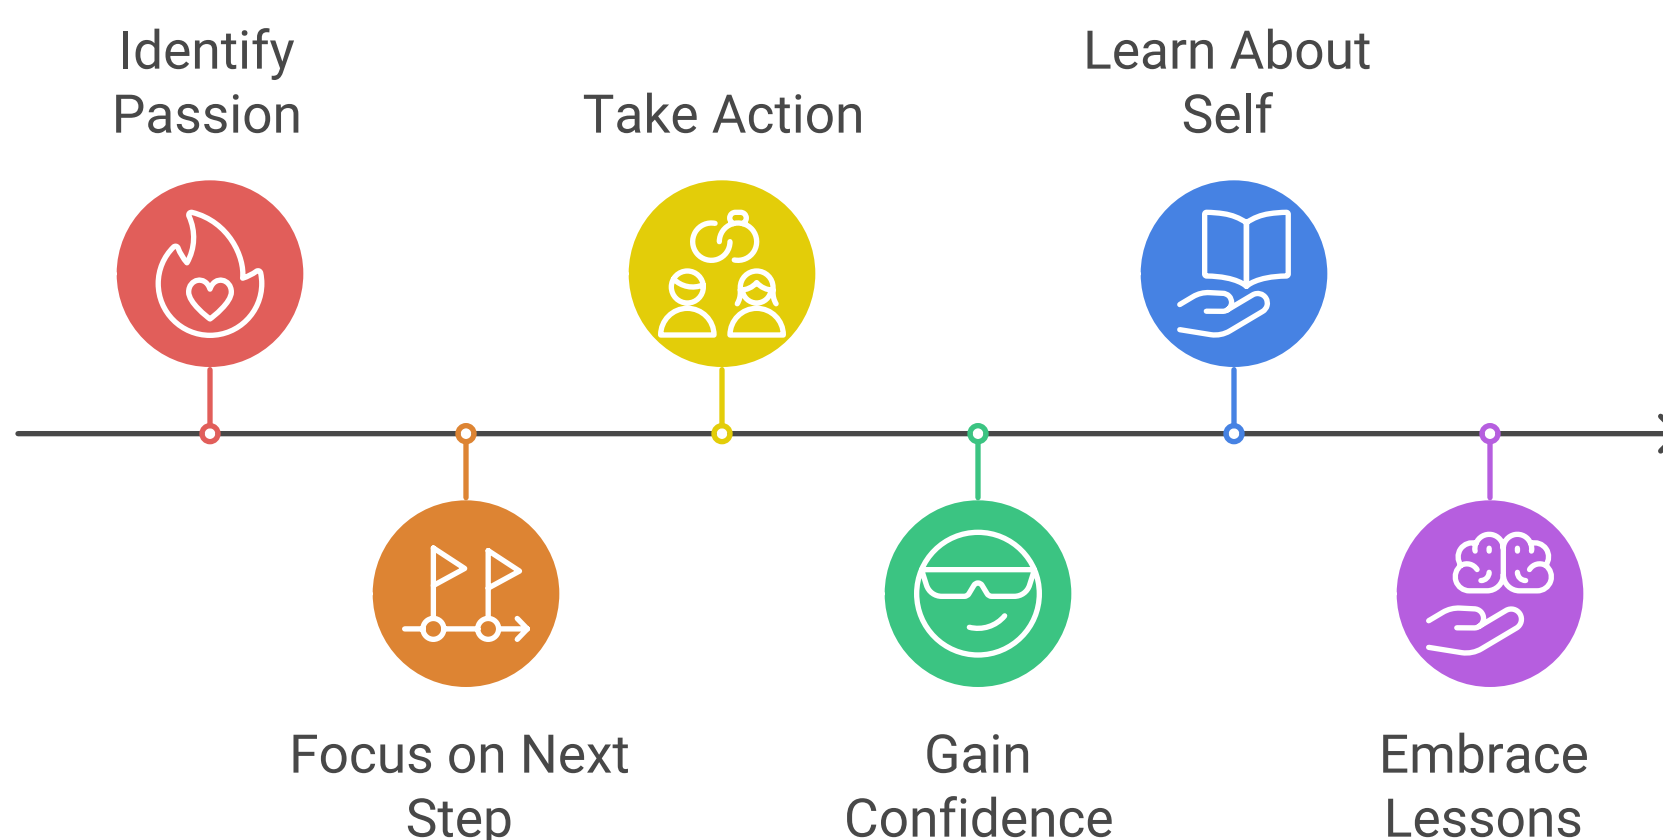 Identify
Passion
Focus on Next
Step
Take Action
Gain
Confidence
Learn About
Self
Embrace
Lessons